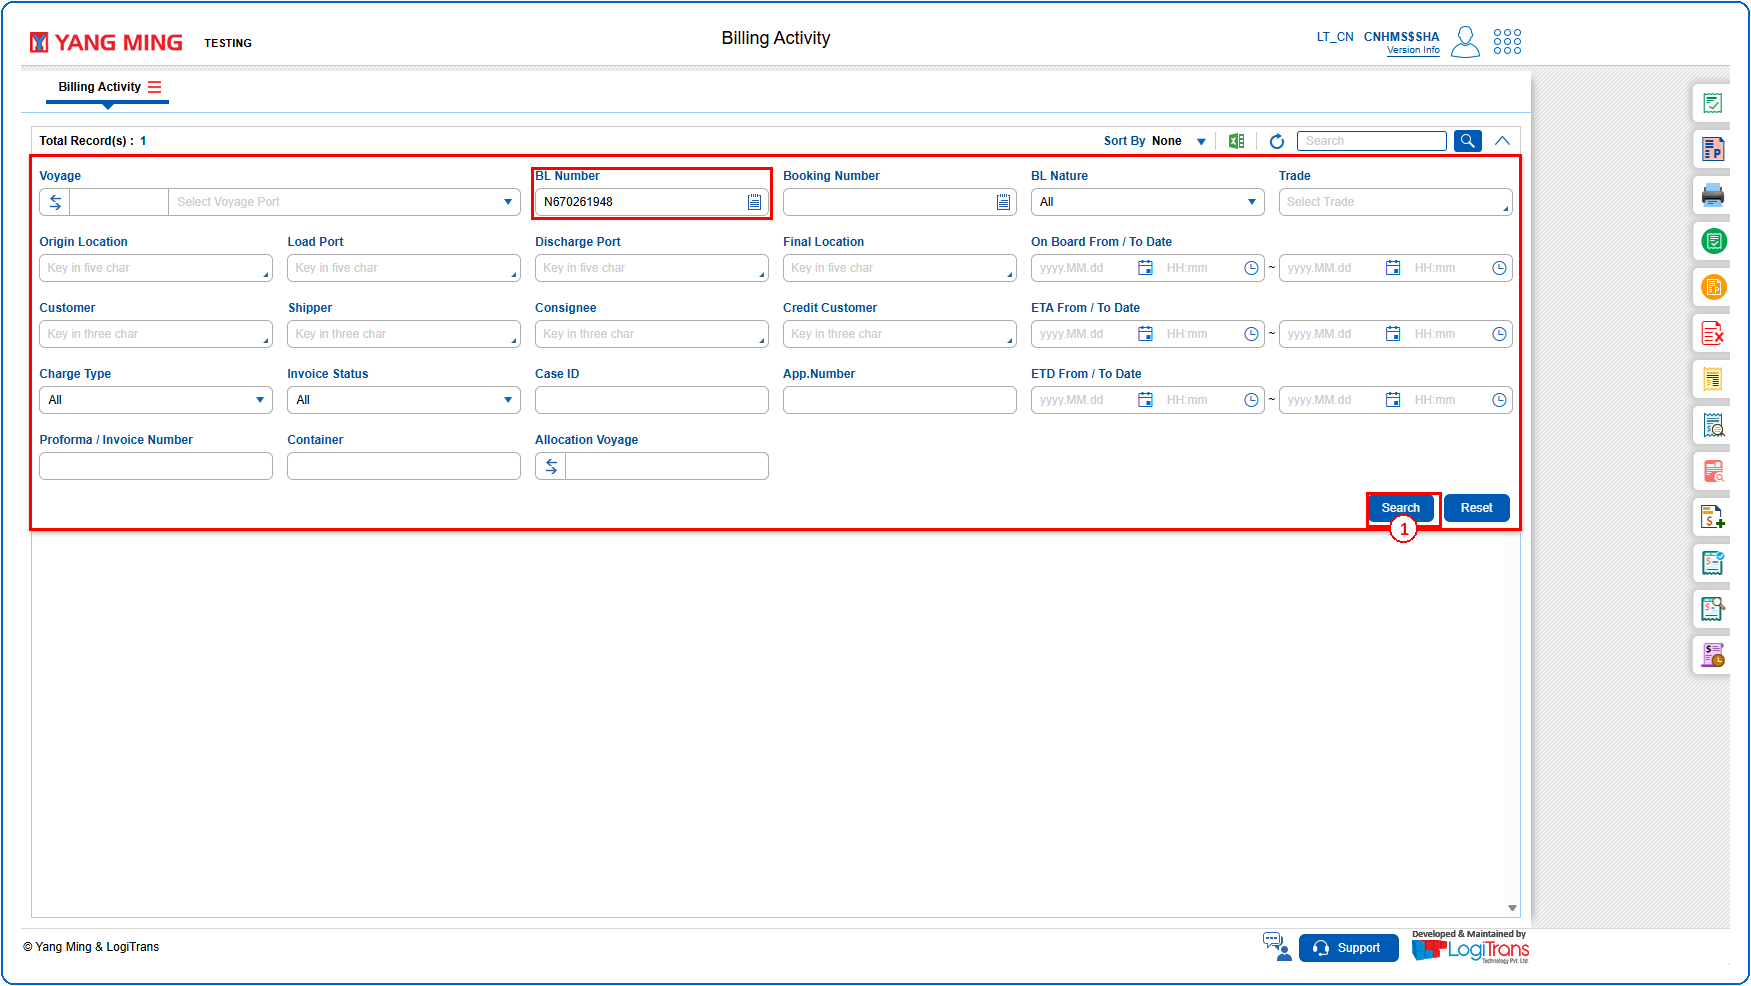 YANG MING TESTING
Billing Activity
LT_CN CNHMS$SHA
Version Info
Billing Activity
Total Record(s) : 1
Sort By None
Search
Voyage BL Number Booking Number BL Nature Trade
Select Voyage Port N670261948 All Select Trade
Origin Location Load Port Discharge Port Final Location On Board From / To Date
Key in five char Key in five char Key in five char Key in five char yyyy.MM.dd HH:mm ~ yyyy.MM.dd HH:mm
Customer Shipper Consignee Credit Customer ETA From / To Date
Key in three char Key in three char Key in three char Key in three char yyyy.MM.dd HH:mm ~ yyyy.MM.dd HH:mm
Charge Type Invoice Status Case ID App.Number ETD From / To Date
All All yyyy.MM.dd HH:mm ~ yyyy.MM.dd HH:mm
Proforma / Invoice Number Container Allocation Voyage
Search Reset
1
© Yang Ming & LogiTrans
Support
Developed & Maintained by
LogiTrans
Technology Pvt. Ltd.